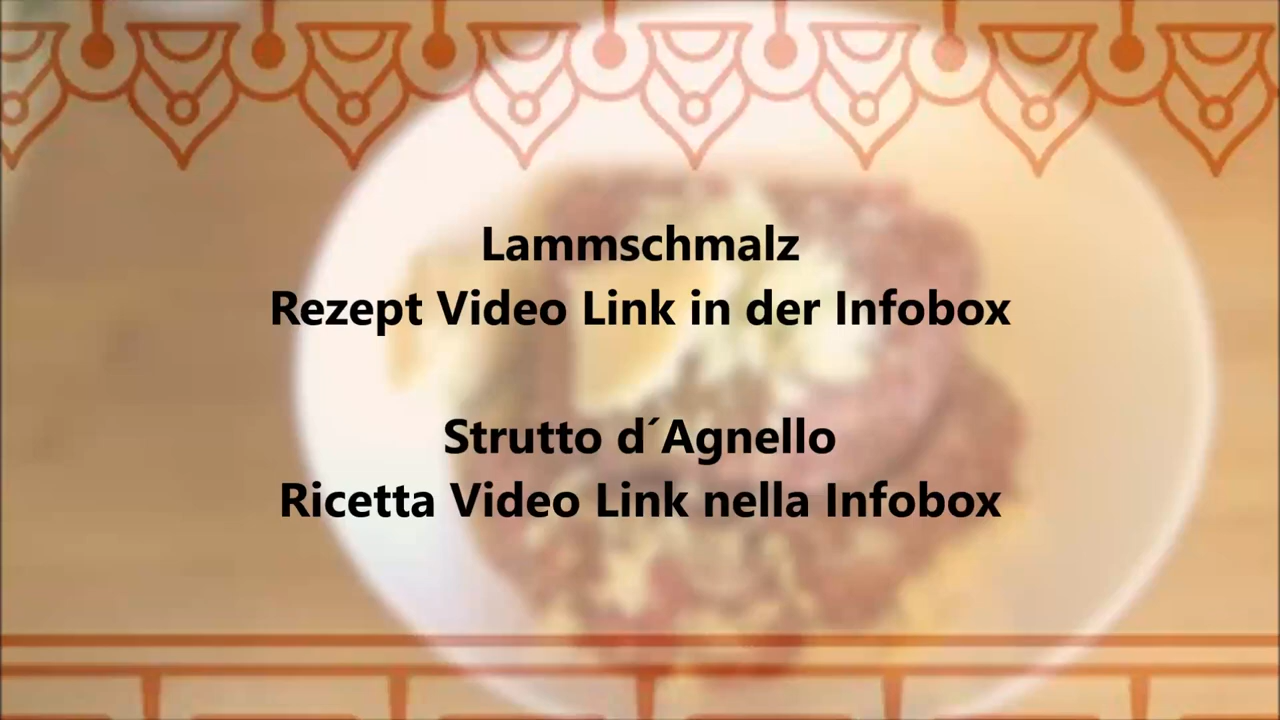 Lammschmalz
Rezept Video Link in der Infobox
Strutto d´Agnello
Ricetta Video Link nella Infobox